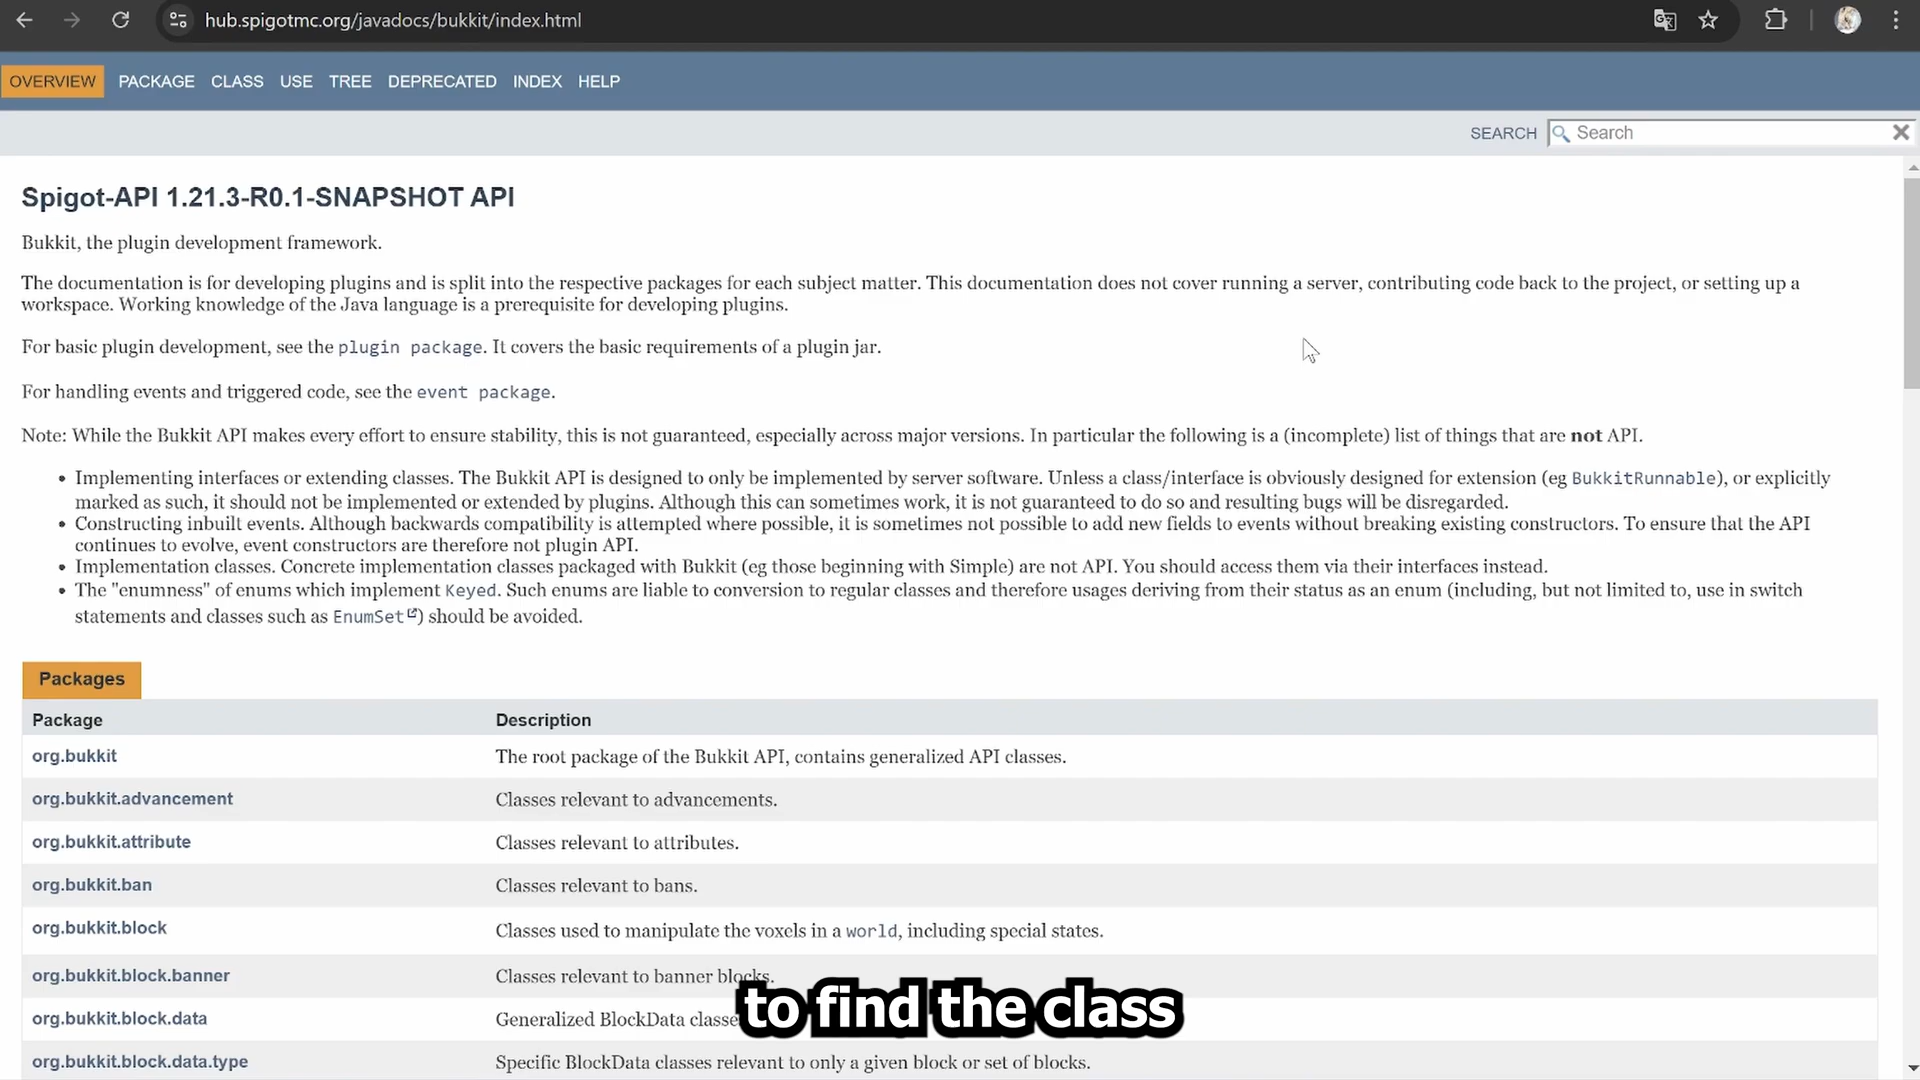 hub.spigotmc.org/javadocs/bukkit/index.html
OVERVIEW PACKAGE CLASS USE TREE DEPRECATED INDEX HELP
SEARCH Search
Spigot-API 1.21.3-R0.1-SNAPSHOT API
Bukkit, the plugin development framework.
The documentation is for developing plugins and is split into the respective packages for each subject matter. This documentation does not cover running a server, contributing code back to the project, or setting up a
workspace. Working knowledge of the Java language is a prerequisite for developing plugins.
For basic plugin development, see the plugin package. It covers the basic requirements of a plugin jar.
For handling events and triggered code, see the event package.
Note: While the Bukkit API makes every effort to ensure stability, this is not guaranteed, especially across major versions. In particular the following is a (incomplete) list of things that are not API.
• Implementing interfaces or extending classes. The Bukkit API is designed to only be implemented by server software. Unless a class/interface is obviously designed for extension (eg BukkitRunnable), or explicitly
marked as such, it should not be implemented or extended by plugins. Although this can sometimes work, it is not guaranteed to do so and resulting bugs will be disregarded.
• Constructing inbuilt events. Although backwards compatibility is attempted where possible, it is sometimes not possible to add new fields to events without breaking existing constructors. To ensure that the API
continues to evolve, event constructors are therefore not plugin API.
• Implementation classes. Concrete implementation classes packaged with Bukkit (eg those beginning with Simple) are not API. You should access them via their interfaces instead.
• The "enumness" of enums which implement Keyed. Such enums are liable to conversion to regular classes and therefore usages deriving from their status as an enum (including, but not limited to, use in switch
statements and classes such as EnumSet) should be avoided.
Packages
Package Description
org.bukkit The root package of the Bukkit API, contains generalized API classes.
org.bukkit.advancement Classes relevant to advancements.
org.bukkit.attribute Classes relevant to attributes.
org.bukkit.ban Classes relevant to bans.
org.bukkit.block Classes used to manipulate the voxels in a world, including special states.
org.bukkit.block.banner Classes relevant to banner blocks.
to find the class
org.bukkit.block.data Generalized BlockData classe
org.bukkit.block.data.type Specific BlockData classes relevant to only a given block or set of blocks.